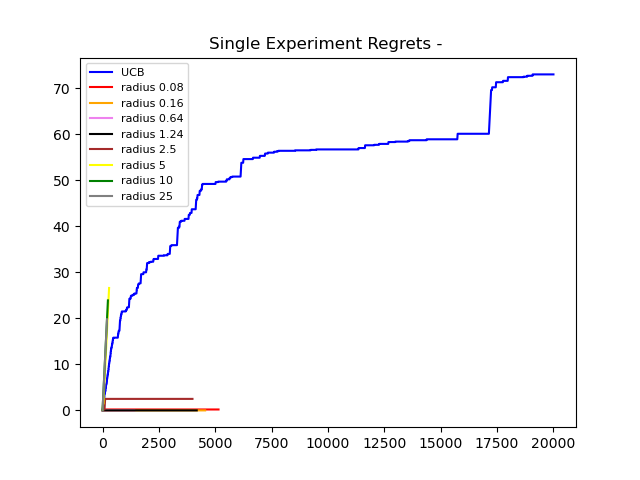 Single Experiment Regrets -
UCB
radius 0.08
radius 0.16
radius 0.64
radius 1.24
radius 2.5
radius 5
radius 10
radius 25
70
60
50
40
30
20
10
0
0 2500 5000 7500 10000 12500 15000 17500 20000